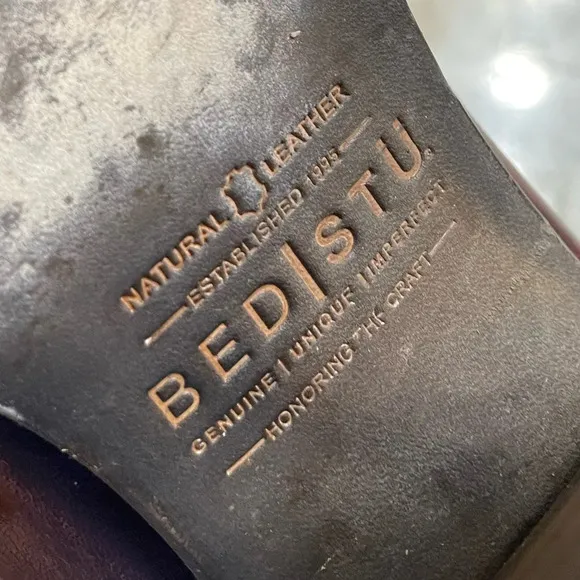 NATURAL LEATHER
ESTABLISHED 1995
BED|STU®
GENUINE | UNIQUE | IMPERFECT
HONORING THE CRAFT